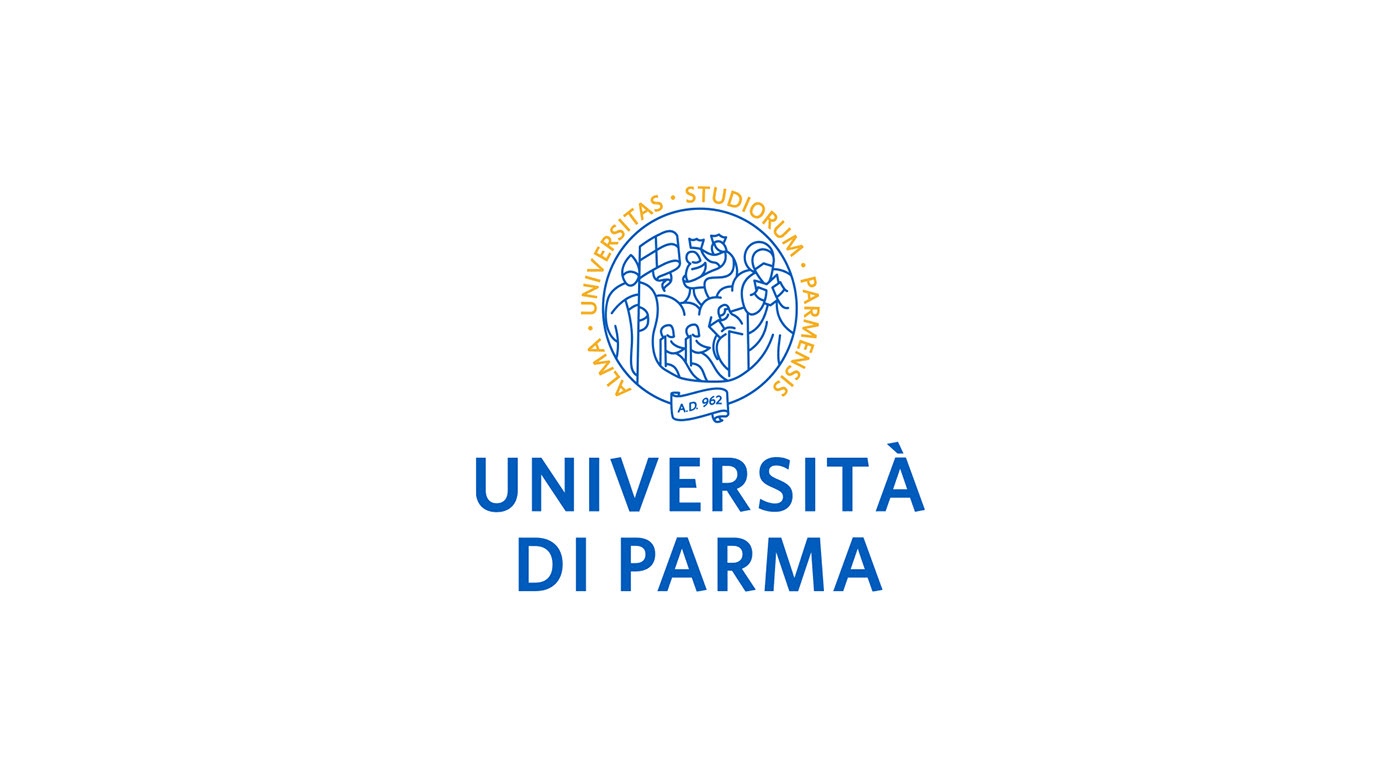 ALMA · UNIVERSITAS · STUDIORUM · PARMENSIS
A.D. 962
UNIVERSITÀ
DI PARMA